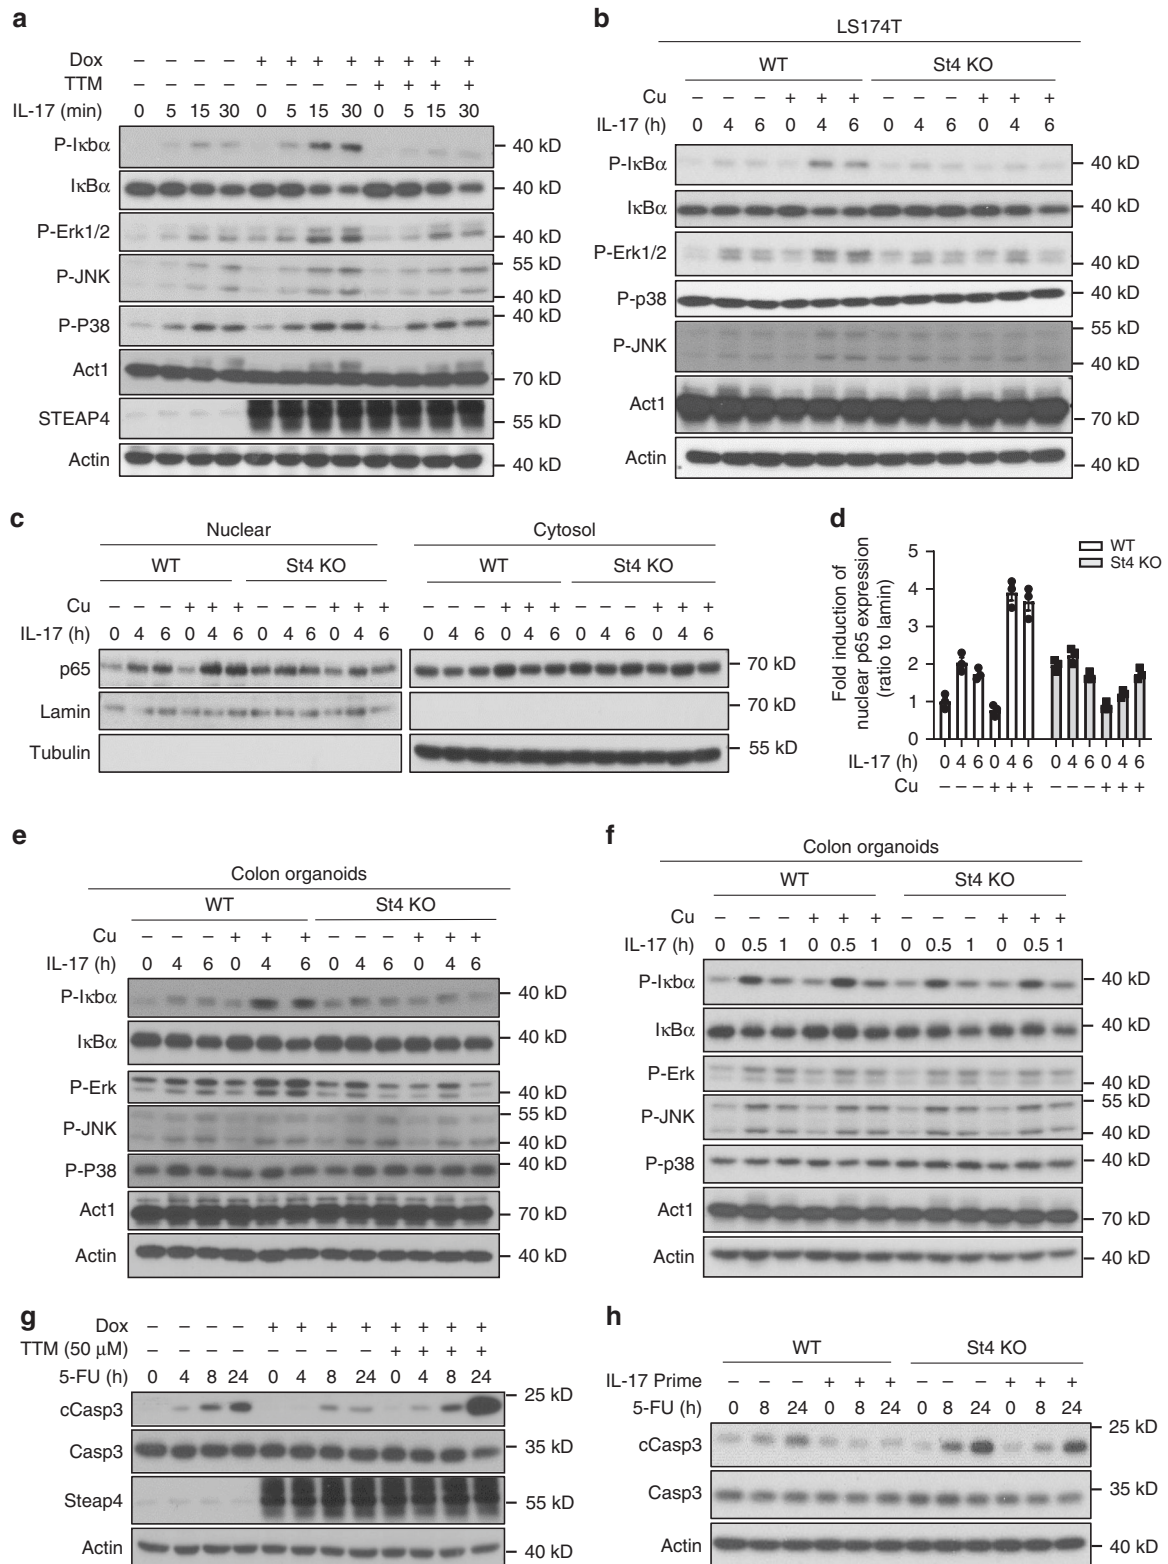 a
Dox − − − − + + + + + + + +
TTM − − − − − − − − + + + +
IL-17 (min) 0 5 15 30 0 5 15 30 0 5 15 30
P-Iκbα 40 kD
IκBα 40 kD
P-Erk1/2 40 kD
P-JNK 55 kD
40 kD
P-P38 40 kD
Act1 70 kD
STEAP4 55 kD
Actin 40 kD
b
LS174T
WT St4 KO
Cu − − − + + + − − − + + +
IL-17 (h) 0 4 6 0 4 6 0 4 6 0 4 6
P-IκBα 40 kD
IκBα 40 kD
P-Erk1/2 40 kD
P-p38 40 kD
P-JNK 55 kD
40 kD
Act1 70 kD
Actin 40 kD
c
Nuclear Cytosol
WT St4 KO WT St4 KO
Cu − − − + + + − − − + + + − − − + + + − − − + + +
IL-17 (h) 0 4 6 0 4 6 0 4 6 0 4 6 0 4 6 0 4 6 0 4 6 0 4 6
p65 70 kD
Lamin 70 kD
Tubulin 55 kD
d
Fold induction of
nuclear p65 expression
(ratio to lamin)
5
4
3
2
1
0
WT
St4 KO
IL-17 (h) 0 4 6 0 4 6 0 4 6 0 4 6
Cu − − − + + + − − − + + +
e
Colon organoids
WT St4 KO
Cu − − − + + + − − − + + +
IL-17 (h) 0 4 6 0 4 6 0 4 6 0 4 6
P-Iκbα 40 kD
IκBα 40 kD
P-Erk 40 kD
P-JNK 55 kD
40 kD
P-P38 40 kD
Act1 70 kD
Actin 40 kD
f
Colon organoids
WT St4 KO
Cu − − − + + + − − − + + +
IL-17 (h) 0 0.5 1 0 0.5 1 0 0.5 1 0 0.5 1
P-Iκbα 40 kD
IκBα 40 kD
P-Erk 40 kD
P-JNK 55 kD
40 kD
P-p38 40 kD
Act1 70 kD
Actin 40 kD
g
Dox − − − − + + + + + + + +
TTM (50 μM) − − − − − − − − + + + +
5-FU (h) 0 4 8 24 0 4 8 24 0 4 8 24
cCasp3 25 kD
Casp3 35 kD
Steap4 55 kD
Actin 40 kD
h
WT St4 KO
IL-17 Prime − − − + + + − − − + + +
5-FU (h) 0 8 24 0 8 24 0 8 24 0 8 24
cCasp3 25 kD
Casp3 35 kD
Actin 40 kD